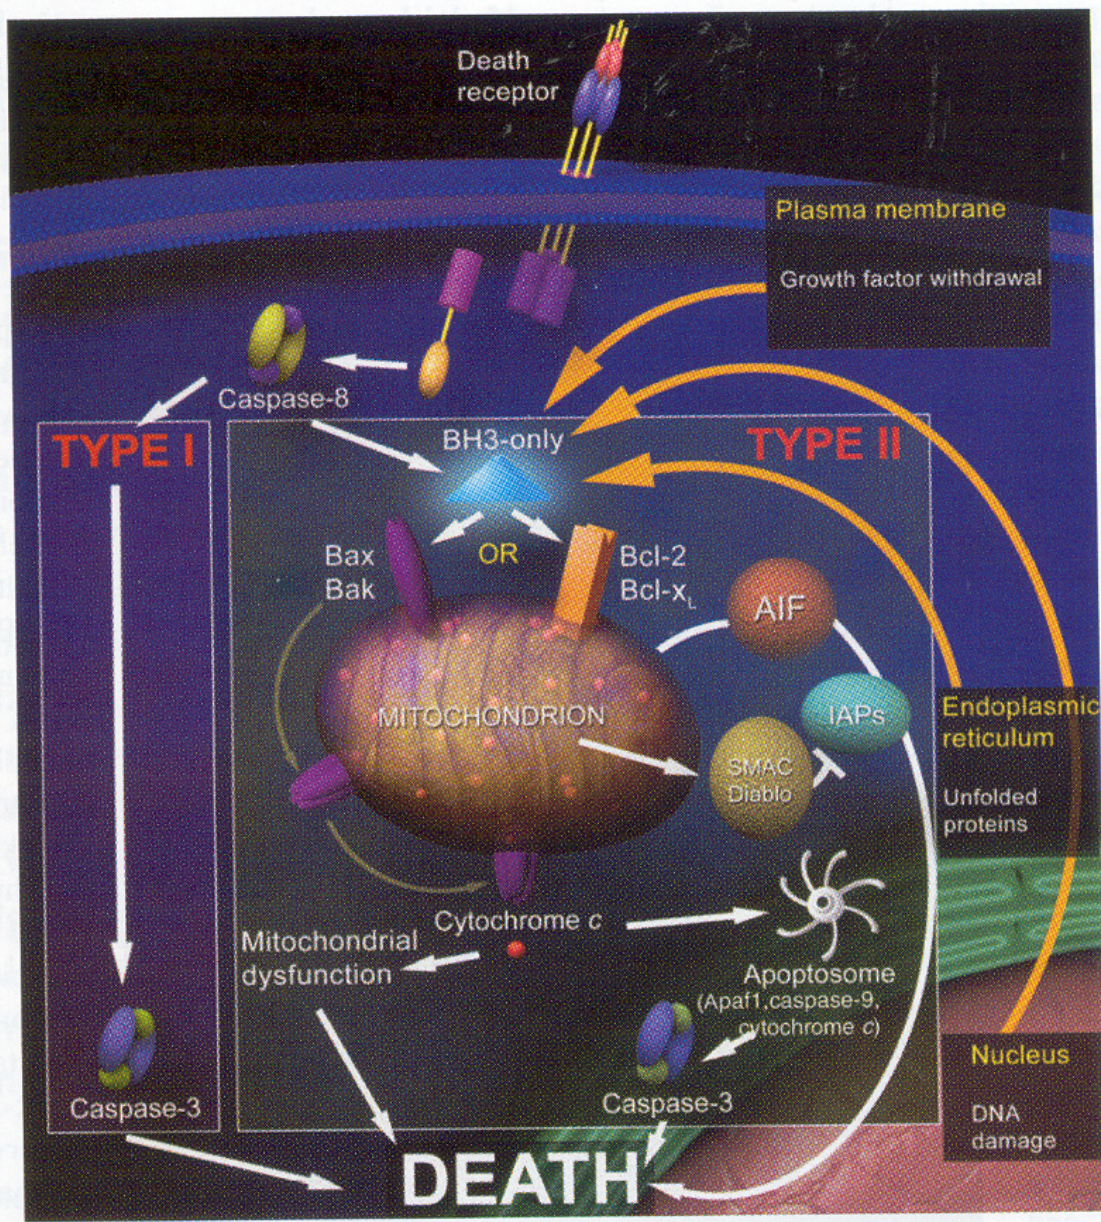 Death
receptor
Plasma membrane
Growth factor withdrawal
Caspase-8
TYPE I
BH3-only
TYPE II
Bax
Bak
OR
Bcl-2
Bcl-xL
AIF
MITOCHONDRION
IAPs
SMAC
Diablo
Endoplasmic
reticulum
Unfolded
proteins
Cytochrome c
Mitochondrial
dysfunction
Apoptosome
(Apaf1,caspase-9,
cytochrome c)
Caspase-3
Caspase-3
Nucleus
DNA
damage
DEATH